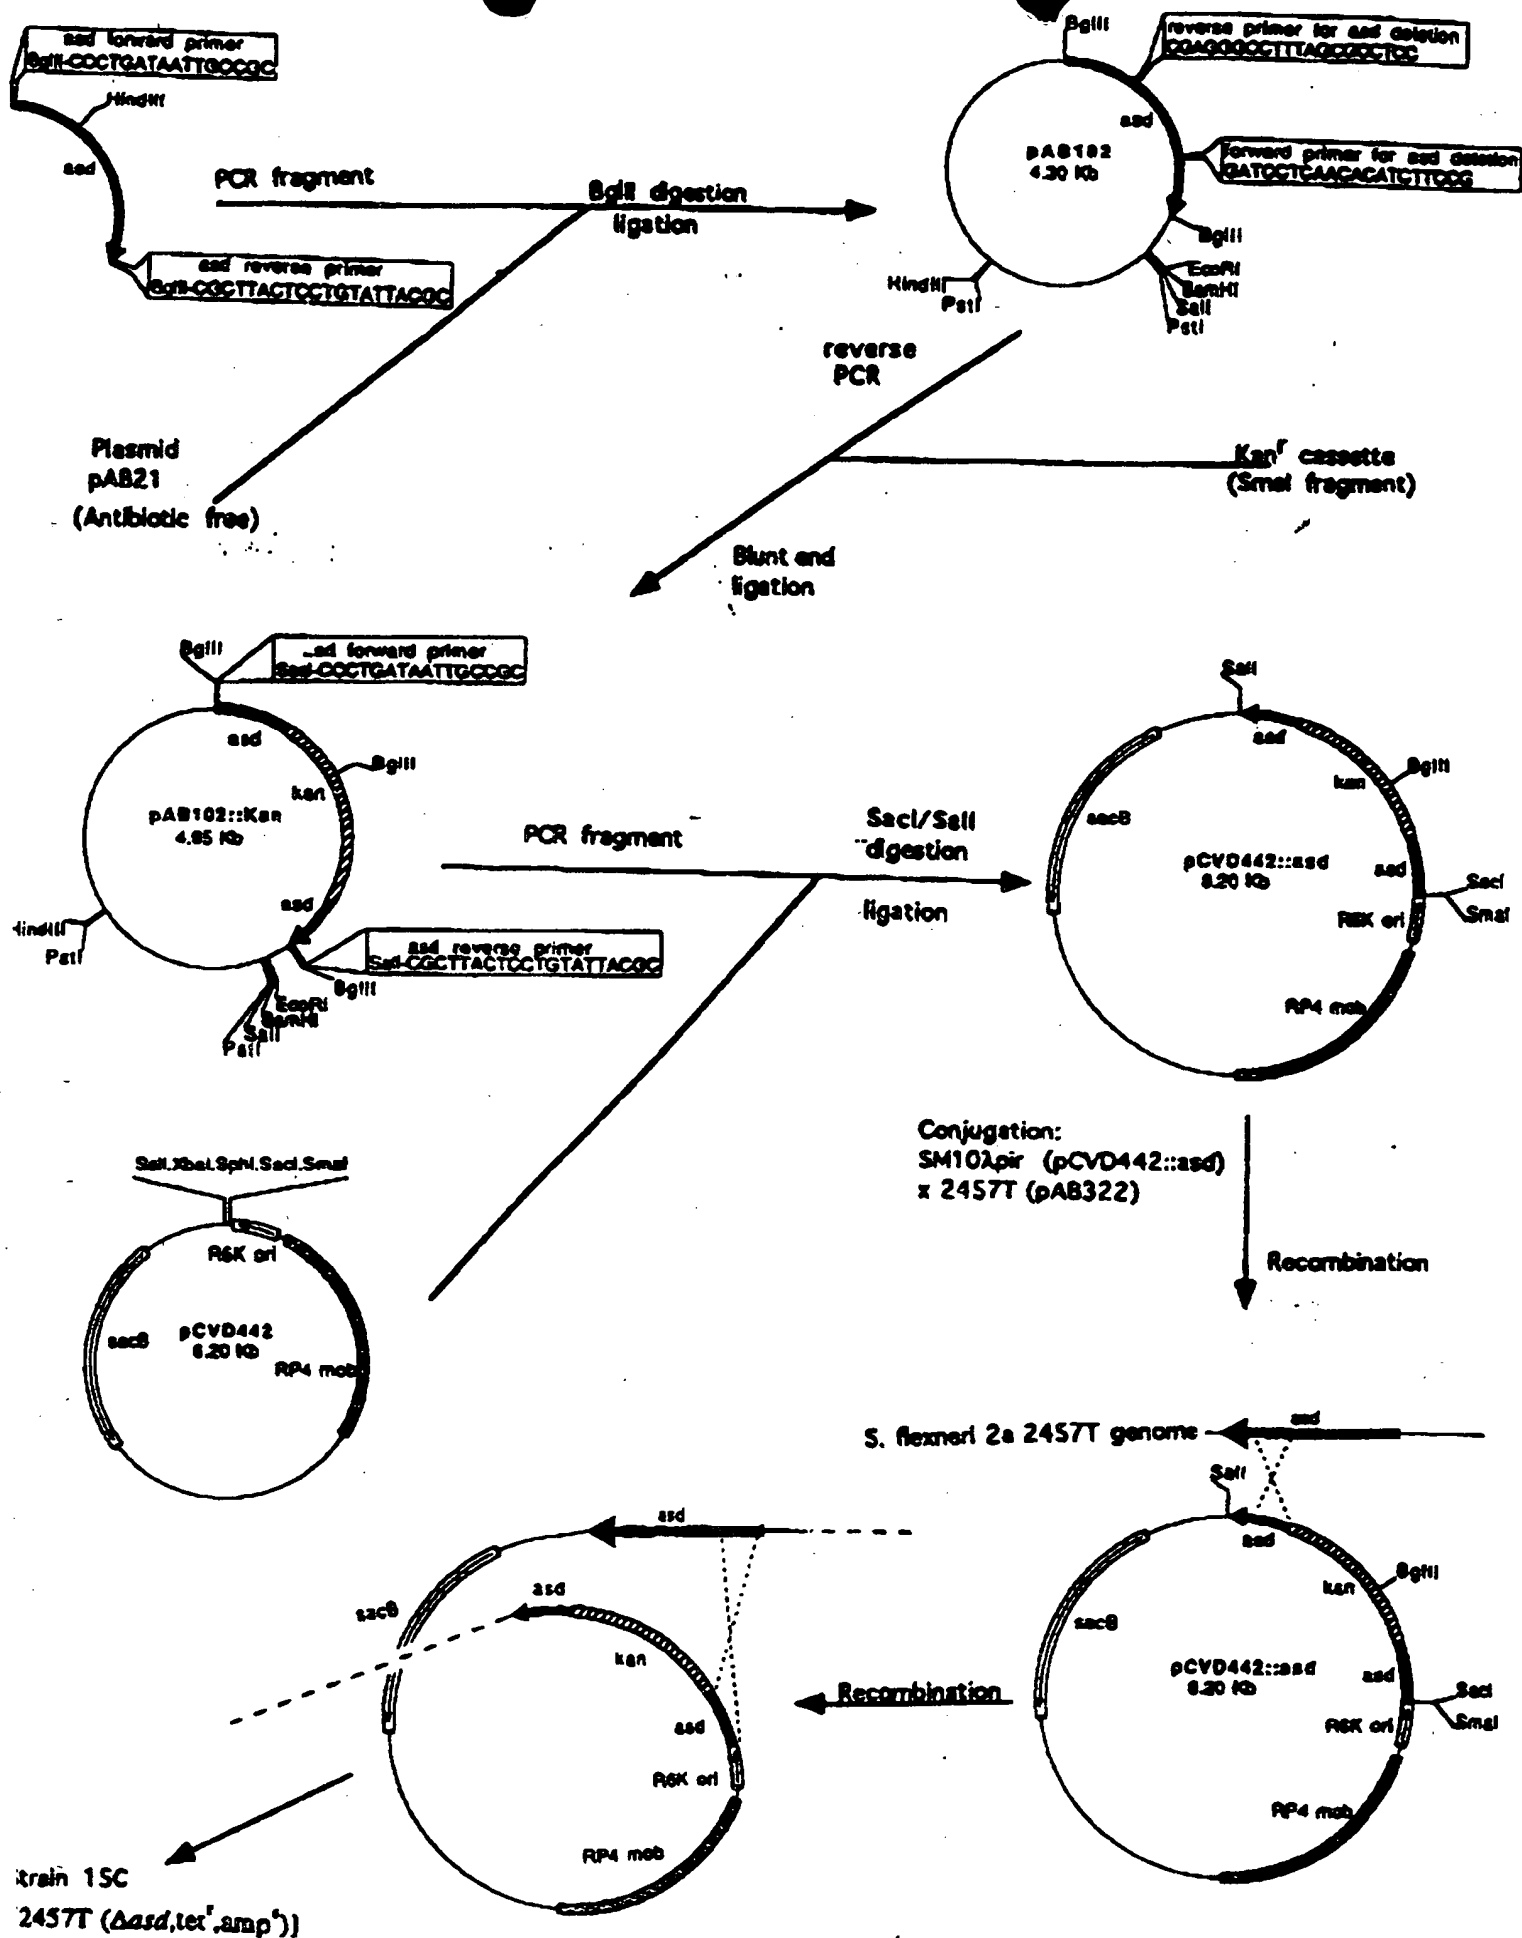 asd forward primer
BglII-CCCTGATAATTGCCGC
HindIII
asd
PCR fragment
asd reverse primer
BglII-CGCTTACTCCTGTATTACGC
BglII digestion
ligation
Plasmid
pAB21
(Antibiotic free)
BglII
reverse primer for asd deletion
CGAGGGCCTTTAGCGCCTCC
asd
pAB102
4.30 Kb
forward primer for asd deletion
GATCCTCAACACATCTTCCG
BglII
EcoRI
BamHI
SalI
PstI
HindIII
PstI
reverse
PCR
Kanʳ cassette
(SmaI fragment)
Blunt end
ligation
BglII
asd forward primer
SacI-CCCTGATAATTGCCGC
asd
BglII
kan
pAB102::Kan
4.85 Kb
asd
HindIII
PstI
asd reverse primer
SalI-CGCTTACTCCTGTATTACGC
BglII
EcoRI
BamHI
SalI
PstI
PCR fragment
SacI/SalI
digestion
ligation
SalI
asd
BglII
kan
sacB
pCVD442::asd
8.20 Kb
asd
SacI
SmaI
R6K ori
RP4 mob
SalI.XbaI.SphI.SacI.SmaI
R6K ori
sacB
pCVD442
6.20 Kb
RP4 mob
Conjugation:
SM10λpir (pCVD442::asd)
x 2457T (pAB322)
Recombination
S. flexneri 2a 2457T genome
asd
SalI
asd
BglII
kan
sacB
pCVD442::asd
8.20 Kb
asd
SacI
SmaI
R6K ori
RP4 mob
Recombination
asd
asd
sacB
kan
asd
R6K ori
RP4 mob
train 1SC
2457T (Δasd,tetʳ,ampˢ)]